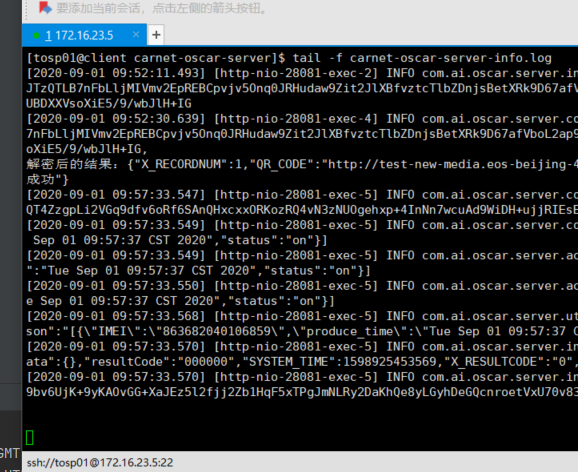 要添加当前会话，点击左侧的箭头按钮。
1 172.16.23.5 × +
[tosp01@client carnet-oscar-server]$ tail -f carnet-oscar-server-info.log
[2020-09-01 09:52:11.493] [http-nio-28081-exec-2] INFO com.ai.oscar.server.in
JTzQTLB7nFbLljMIVmv2EpREBCpvjv5Onq0JRHudaw9Zit2JlXBfvztcTlbZDnjsBetXRk9D67afV
UBDXXVsoXiE5/9/wbJlH+IG
[2020-09-01 09:52:30.639] [http-nio-28081-exec-4] INFO com.ai.oscar.server.co
7nFbLljMIVmv2EpREBCpvjv5Onq0JRHudaw9Zit2JlXBfvztcTlbZDnjsBetXRk9D67afVboL2ap9
oXiE5/9/wbJlH+IG,
解密后的结果: {"X_RECORDNUM":1,"QR_CODE":"http://test-new-media.eos-beijing-4
成功"}
[2020-09-01 09:57:33.547] [http-nio-28081-exec-5] INFO com.ai.oscar.server.co
QT4ZzgpLi2VGq9dfv6oRf6SAnQHxcxxORKozRQ4vN3zNUOgehxp+4InNn7wcuAd9WiDH+ujjRIEsE
[2020-09-01 09:57:33.549] [http-nio-28081-exec-5] INFO com.ai.oscar.server.co
Sep 01 09:57:37 CST 2020","status":"on"}]
[2020-09-01 09:57:33.549] [http-nio-28081-exec-5] INFO com.ai.oscar.server.ac
":"Tue Sep 01 09:57:37 CST 2020","status":"on"}]
[2020-09-01 09:57:33.550] [http-nio-28081-exec-5] INFO com.ai.oscar.server.ac
e Sep 01 09:57:37 CST 2020","status":"on"}]
[2020-09-01 09:57:33.568] [http-nio-28081-exec-5] INFO com.ai.oscar.server.ut
son":"[{\"IMEI\":\"863682040106859\",\"produce_time\":\"Tue Sep 01 09:57:37 C
[2020-09-01 09:57:33.570] [http-nio-28081-exec-5] INFO com.ai.oscar.server.in
ata":{},"resultCode":"000000","SYSTEM_TIME":1598925453569,"X_RESULTCODE":"0",
[2020-09-01 09:57:33.570] [http-nio-28081-exec-5] INFO com.ai.oscar.server.in
9bv6UjK+9yKAOvGG+XaJEz5l2fjj2Zb1HqF5xTPgJmNLRy2DaKhQe8yLGyhDeGQcnroetVxU70v83
GMT
ssh://tosp01@172.16.23.5:22